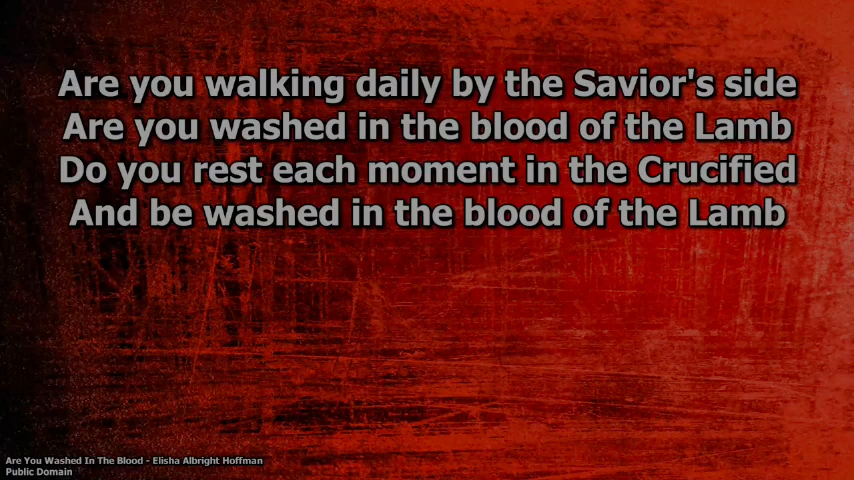 Are you walking daily by the Savior's side
Are you washed in the blood of the Lamb
Do you rest each moment in the Crucified
And be washed in the blood of the Lamb
Are You Washed In The Blood - Elisha Albright Hoffman
Public Domain